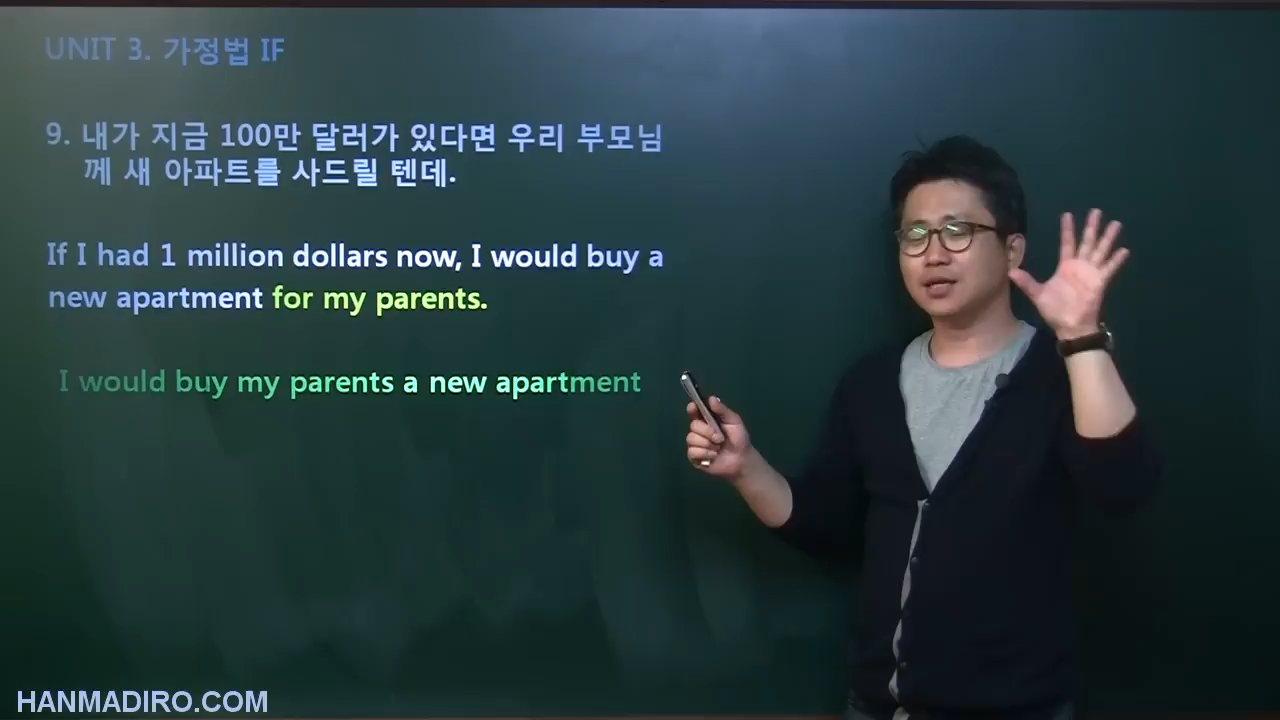 UNIT 3. 가정법 IF
9. 내가 지금 100만 달러가 있다면 우리 부모님
께 새 아파트를 사드릴 텐데.
If I had 1 million dollars now, I would buy a
new apartment for my parents.
I would buy my parents a new apartment
HANMADIRO.COM